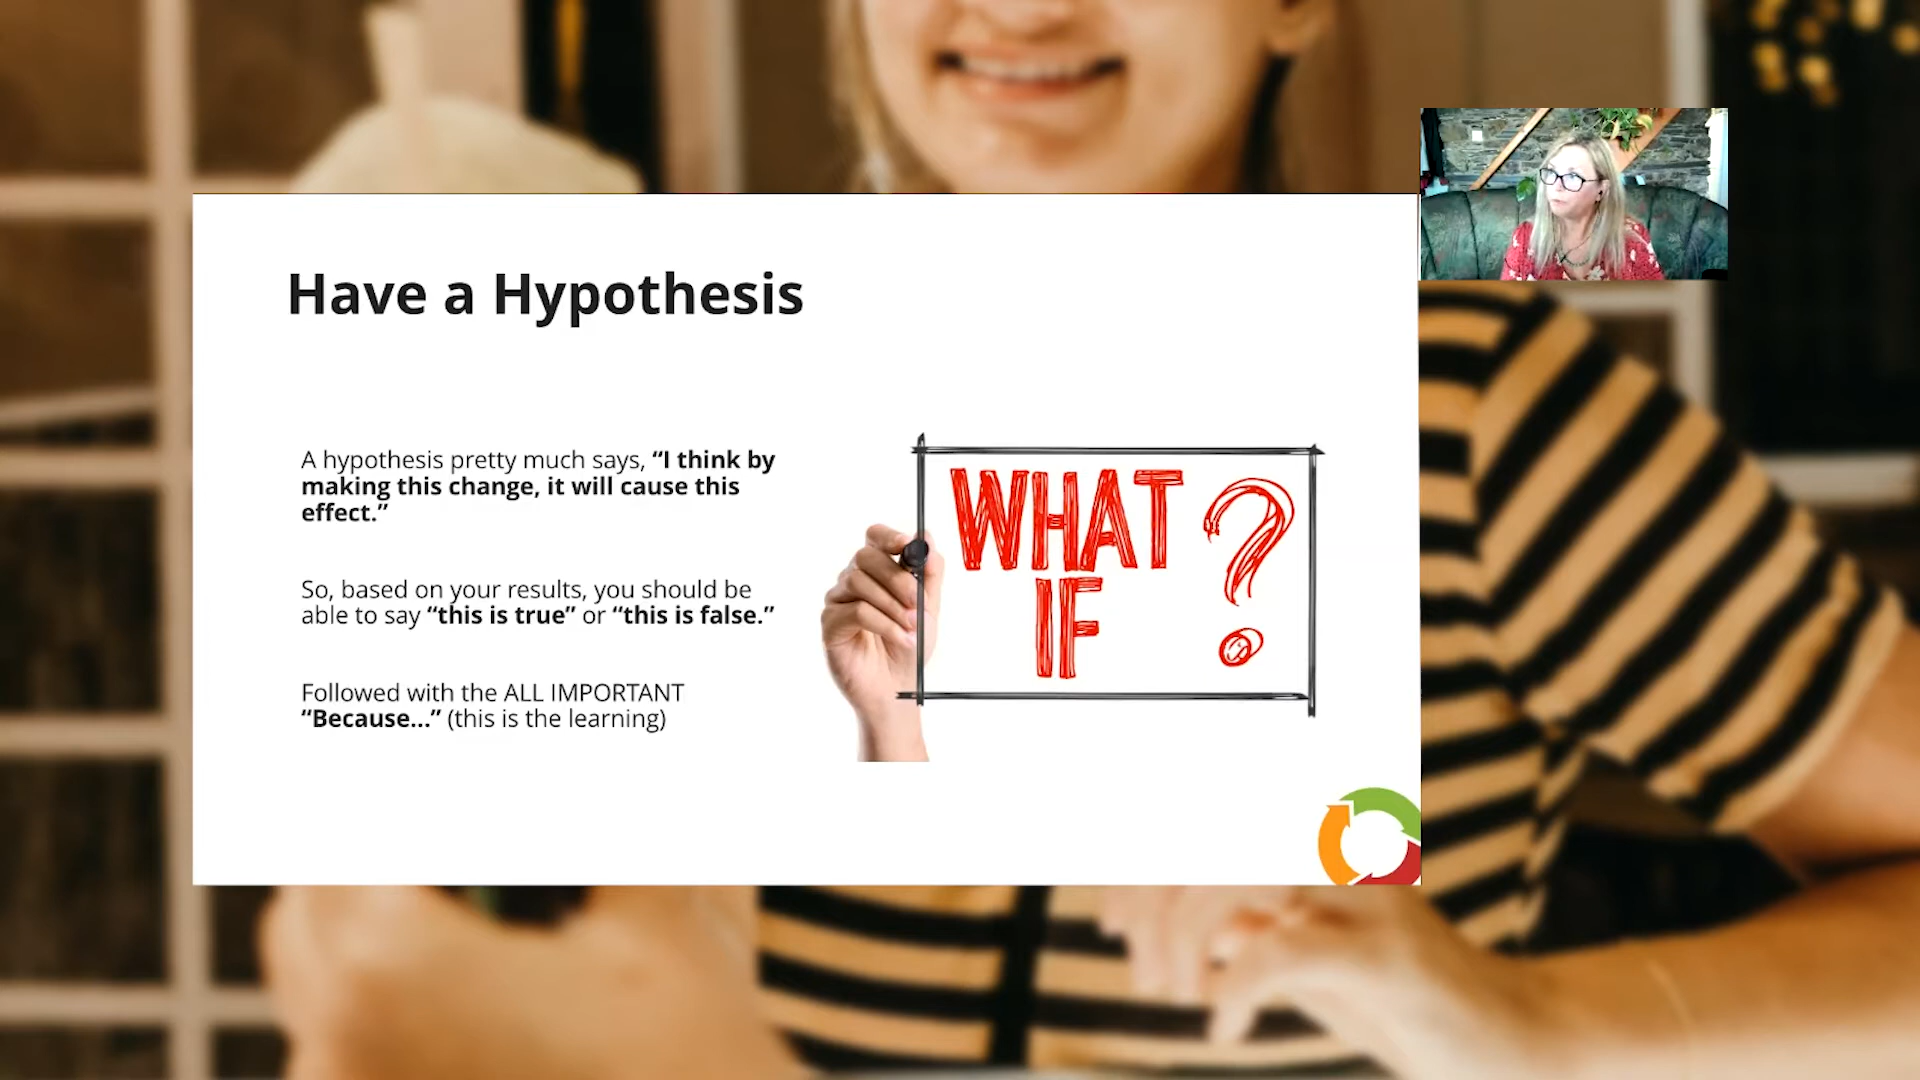 Have a Hypothesis
A hypothesis pretty much says, “I think by
making this change, it will cause this
effect.”
So, based on your results, you should be
able to say “this is true” or “this is false.”
Followed with the ALL IMPORTANT
“Because...” (this is the learning)
WHAT
IF ?